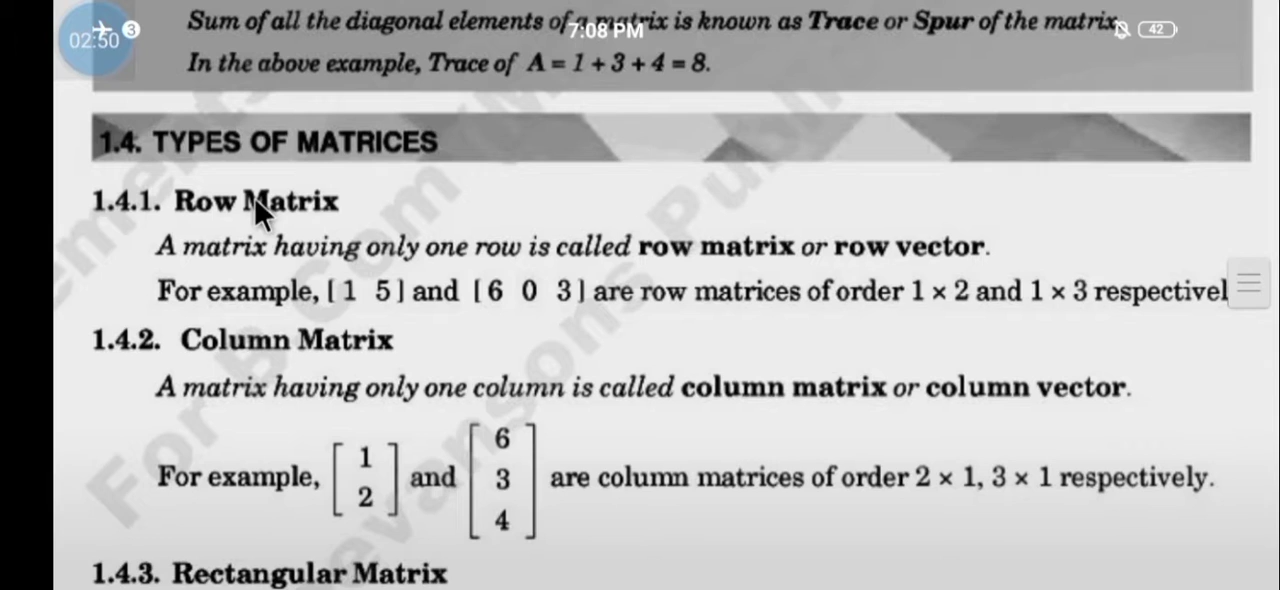 Sum of all the diagonal elements of a matrix is known as Trace or Spur of the matrix.
02:50
3
7:08 PM
42
In the above example, Trace of A = 1 + 3 + 4 = 8.
1.4. TYPES OF MATRICES
1.4.1. Row Matrix
A matrix having only one row is called row matrix or row vector.
For example, [ 1 5 ] and [ 6 0 3 ] are row matrices of order 1 × 2 and 1 × 3 respectivel
1.4.2. Column Matrix
A matrix having only one column is called column matrix or column vector.
For example, [ 1 2 ] and [ 6 3 4 ] are column matrices of order 2 × 1, 3 × 1 respectively.
1.4.3. Rectangular Matrix
For B Com